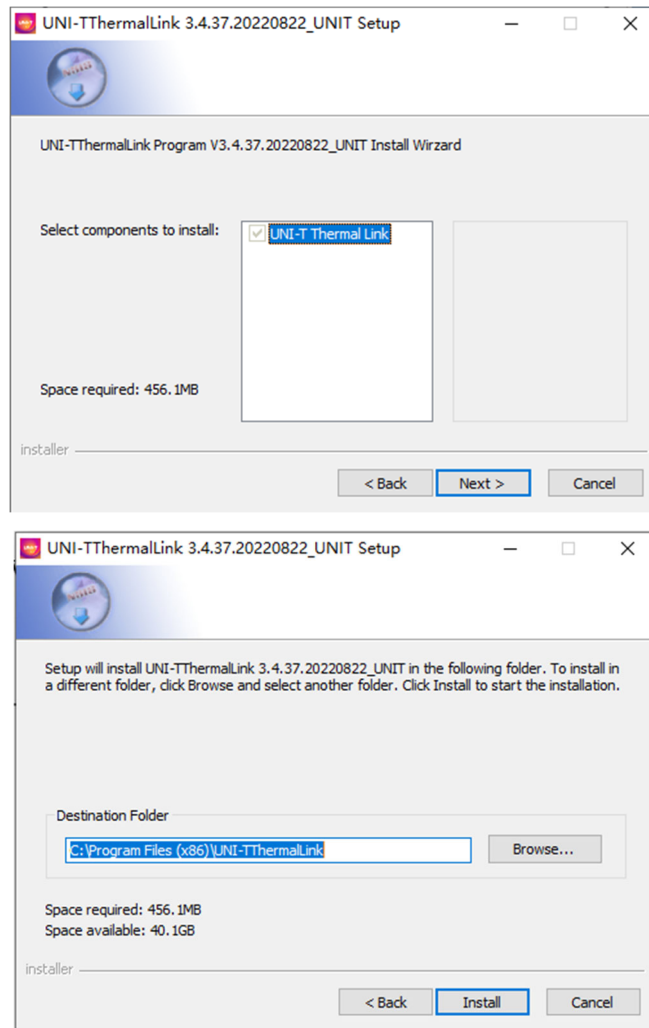 UNI-TThermalLink 3.4.37.20220822_UNIT Setup
UNI-TThermalLink Program V3.4.37.20220822_UNIT Install Wirzard
Select components to install:
UNI-T Thermal Link
Space required: 456.1MB
installer
< Back
Next >
Cancel
UNI-TThermalLink 3.4.37.20220822_UNIT Setup
Setup will install UNI-TThermalLink 3.4.37.20220822_UNIT in the following folder. To install in
a different folder, click Browse and select another folder. Click Install to start the installation.
Destination Folder
C:\Program Files (x86)\UNI-TThermalLink
Browse...
Space required: 456.1MB
Space available: 40.1GB
installer
< Back
Install
Cancel